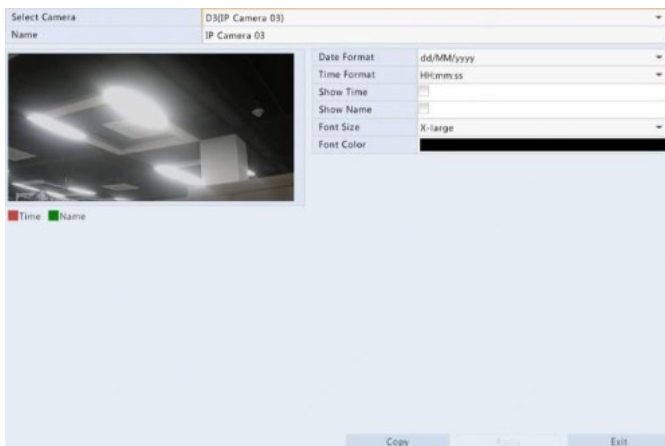 Select Camera D3(IP Camera 03)
Name IP Camera 03
Date Format dd/MM/yyyy
Time Format HH:mm:ss
Show Time
Show Name
Font Size X-large
Font Color
Time Name
Copy Apply Exit